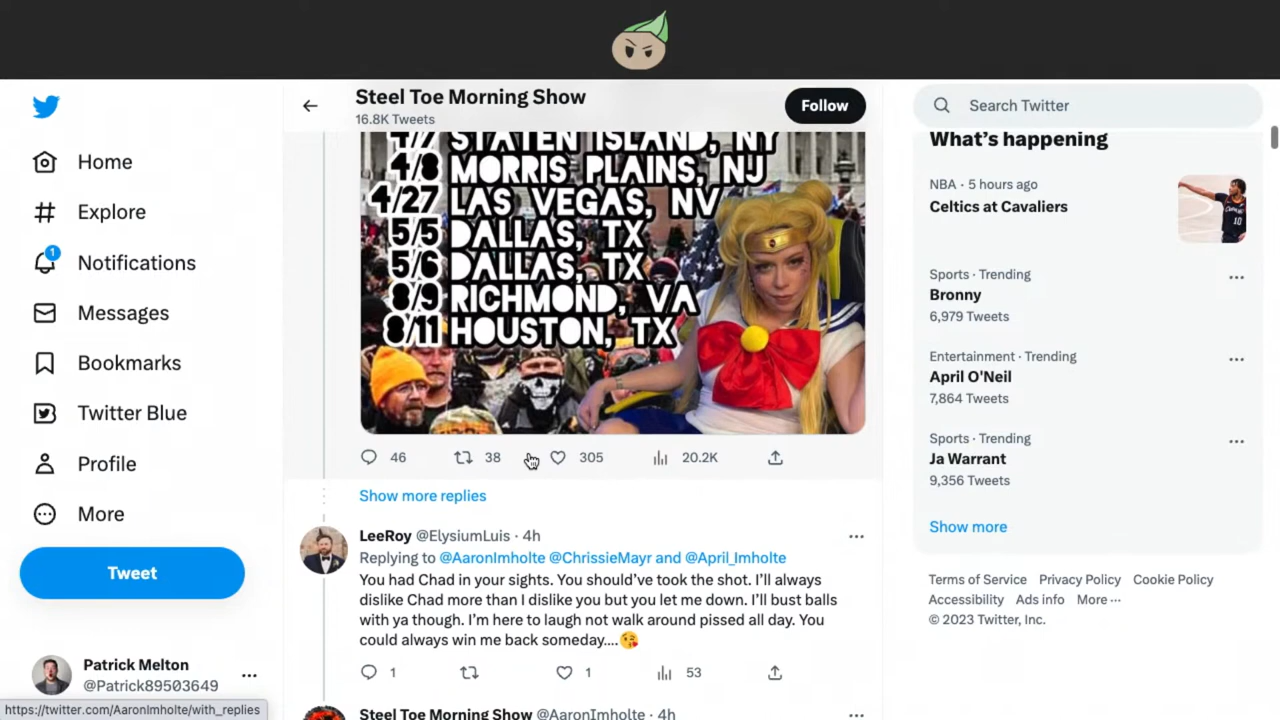 Steel Toe Morning Show
16.8K Tweets
Follow
Search Twitter
Home
Explore
1
Notifications
Messages
Bookmarks
Twitter Blue
Profile
More
Tweet
Patrick Melton
@Patrick89503649
https://twitter.com/AaronImholte/with_replies
4/7 STATEN ISLAND, NY
4/8 MORRIS PLAINS, NJ
4/27 LAS VEGAS, NV
5/5 DALLAS, TX
5/6 DALLAS, TX
8/9 RICHMOND, VA
8/11 HOUSTON, TX
46 38 305 20.2K
Show more replies
LeeRoy @ElysiumLuis · 4h
Replying to @AaronImholte @ChrissieMayr and @April_Imholte
You had Chad in your sights. You should've took the shot. I'll always
dislike Chad more than I dislike you but you let me down. I'll bust balls
with ya though. I'm here to laugh not walk around pissed all day. You
could always win me back someday....😘
1 1 53
Steel Toe Morning Show @AaronImholte · 4h
What's happening
NBA · 5 hours ago
Celtics at Cavaliers
10
Sports · Trending
Bronny
6,979 Tweets
Entertainment · Trending
April O'Neil
7,864 Tweets
Sports · Trending
Ja Warrant
9,356 Tweets
Show more
Terms of Service Privacy Policy Cookie Policy
Accessibility Ads info More ···
© 2023 Twitter, Inc.